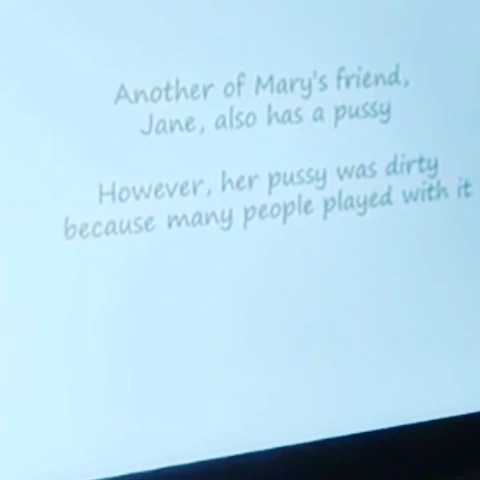 Another of Mary's friend,
Jane, also has a pussy
However, her pussy was dirty
because many people played with it